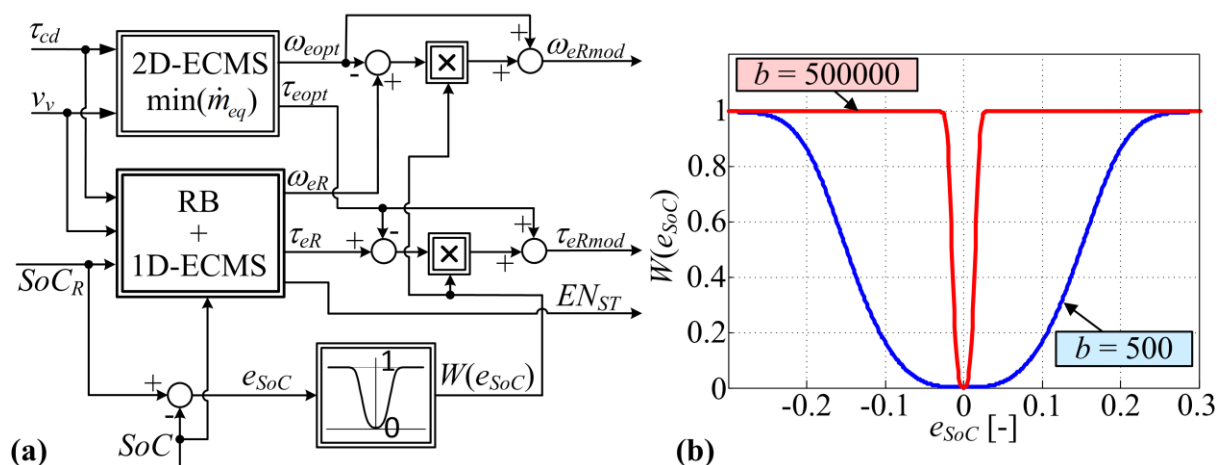 τcd
vv
2D-ECMS
min(ṁeq)
ωeopt
τeopt
-
+
×
+
+
ωeRmod
RB
+
1D-ECMS
ωeR
τeR
+
-
×
+
+
τeRmod
SoCR
ENST
+
-
eSoC
1
0
W(eSoC)
SoC
(a)
b = 500000
b = 500
W(eSoC)
1
0.8
0.6
0.4
0.2
0
-0.2 -0.1 0 0.1 0.2 0.3
eSoC [-]
(b)